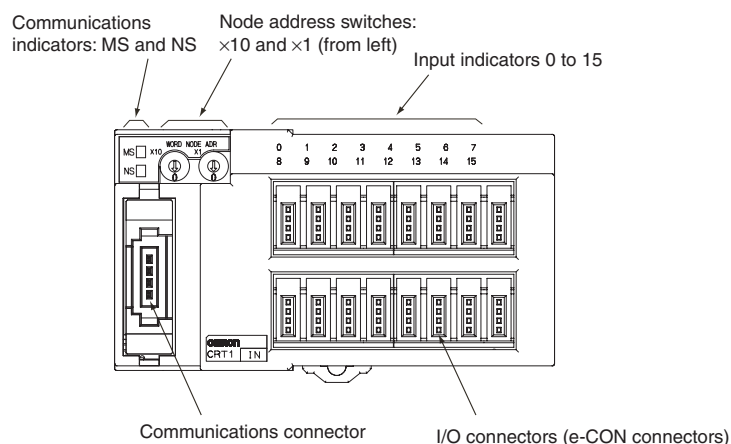 Communications
indicators: MS and NS
Node address switches:
×10 and ×1 (from left)
Input indicators 0 to 15
MS
NS
WORD NODE ADR
X10 X1
0 0
0 1 2 3 4 5 6 7
8 9 10 11 12 13 14 15
OMRON
CRT1 IN
Communications connector
I/O connectors (e-CON connectors)